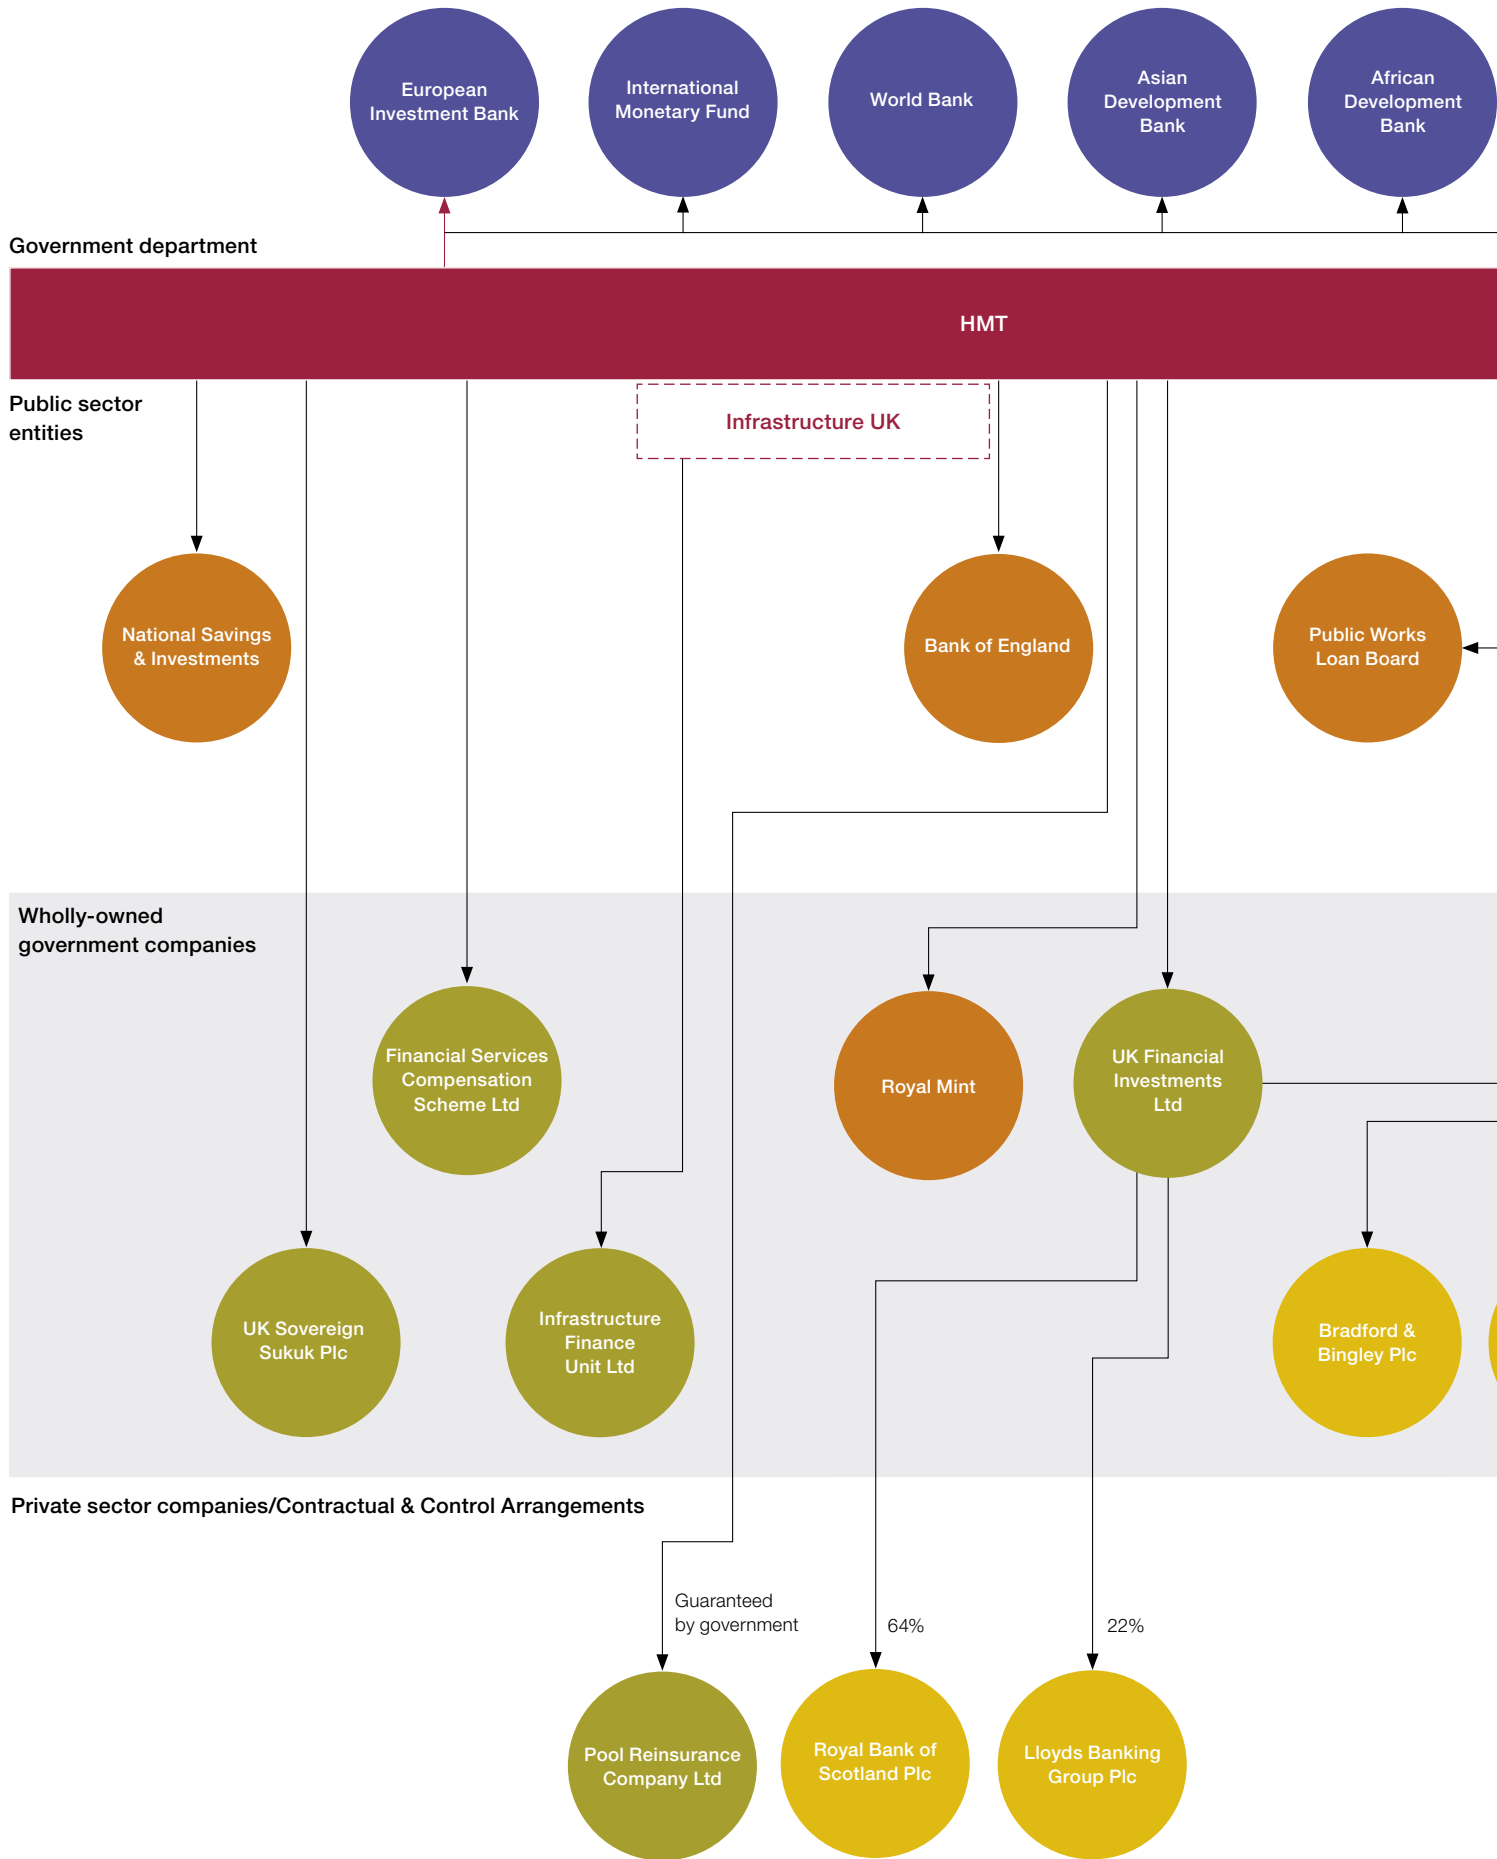 European
Investment Bank
International
Monetary Fund
World Bank
Asian
Development
Bank
African
Development
Bank
Government department
HMT
Public sector
entities
Infrastructure UK
National Savings
& Investments
Bank of England
Public Works
Loan Board
Wholly-owned
government companies
Financial Services
Compensation
Scheme Ltd
Royal Mint
UK Financial
Investments
Ltd
UK Sovereign
Sukuk Plc
Infrastructure
Finance
Unit Ltd
Bradford &
Bingley Plc
Private sector companies/Contractual & Control Arrangements
Guaranteed
by government
64%
22%
Pool Reinsurance
Company Ltd
Royal Bank of
Scotland Plc
Lloyds Banking
Group Plc